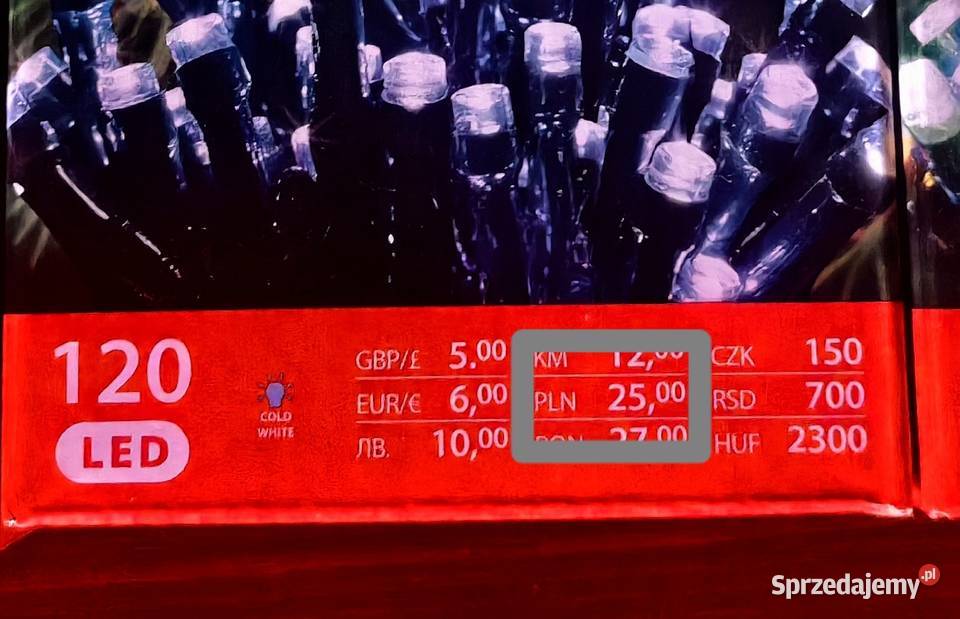 120
LED
COLD
WHITE
GBP/£ 5.00
EUR/€ 6,00
ЛВ. 10,00
KM 12,00
PLN 25,00
RON 27,00
CZK 150
RSD 700
HUF 2300
Sprzedajemy.pl